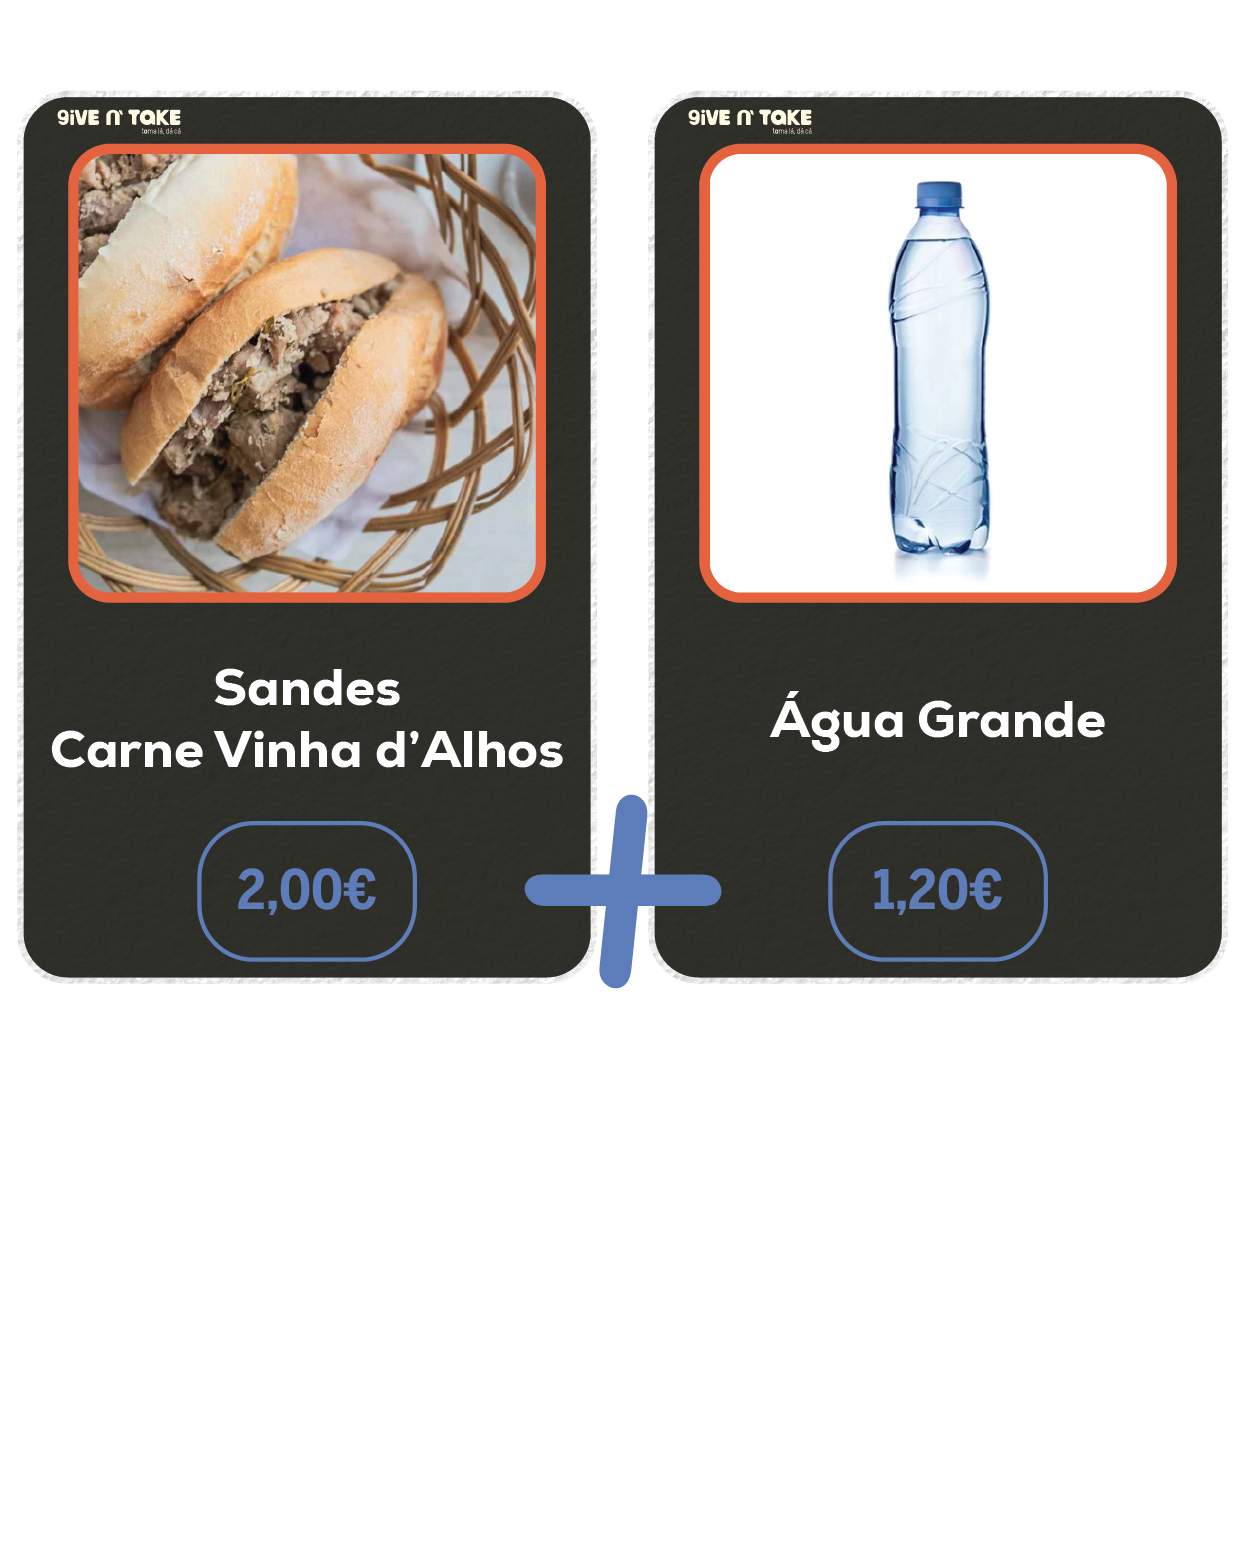 giVE n' TaKE
toma lá, dá cá
Sandes
Carne Vinha d'Alhos
2,00€
giVE n' TaKE
toma lá, dá cá
Água Grande
1,20€